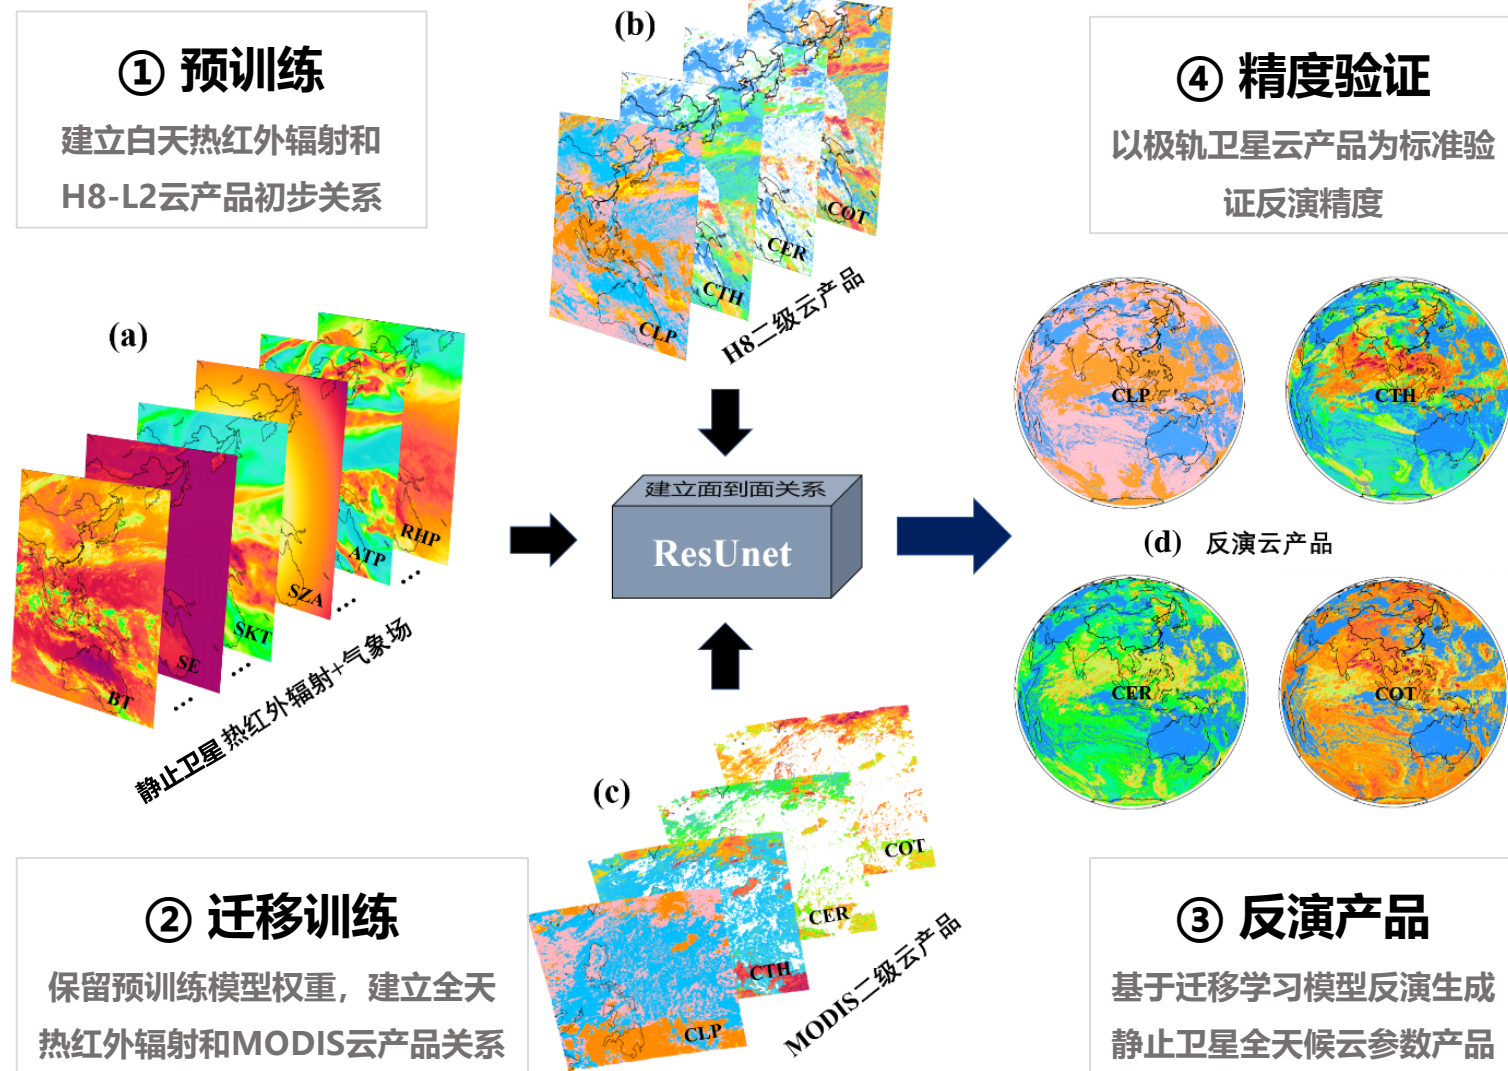 ① 预训练
建立白天热红外辐射和
H8-L2云产品初步关系
(a)
BT
SE
SKT
SZA
ATP
RHP
...
...
...
...
静止卫星热红外辐射+气象场
(b)
CLP
CTH
CER
COT
H8二级云产品
建立面到面关系
ResUnet
(c)
CLP
CTH
CER
COT
MODIS二级云产品
② 迁移训练
保留预训练模型权重，建立全天
热红外辐射和MODIS云产品关系
④ 精度验证
以极轨卫星云产品为标准验
证反演精度
CLP
CTH
(d) 反演云产品
CER
COT
③ 反演产品
基于迁移学习模型反演生成
静止卫星全天候云参数产品